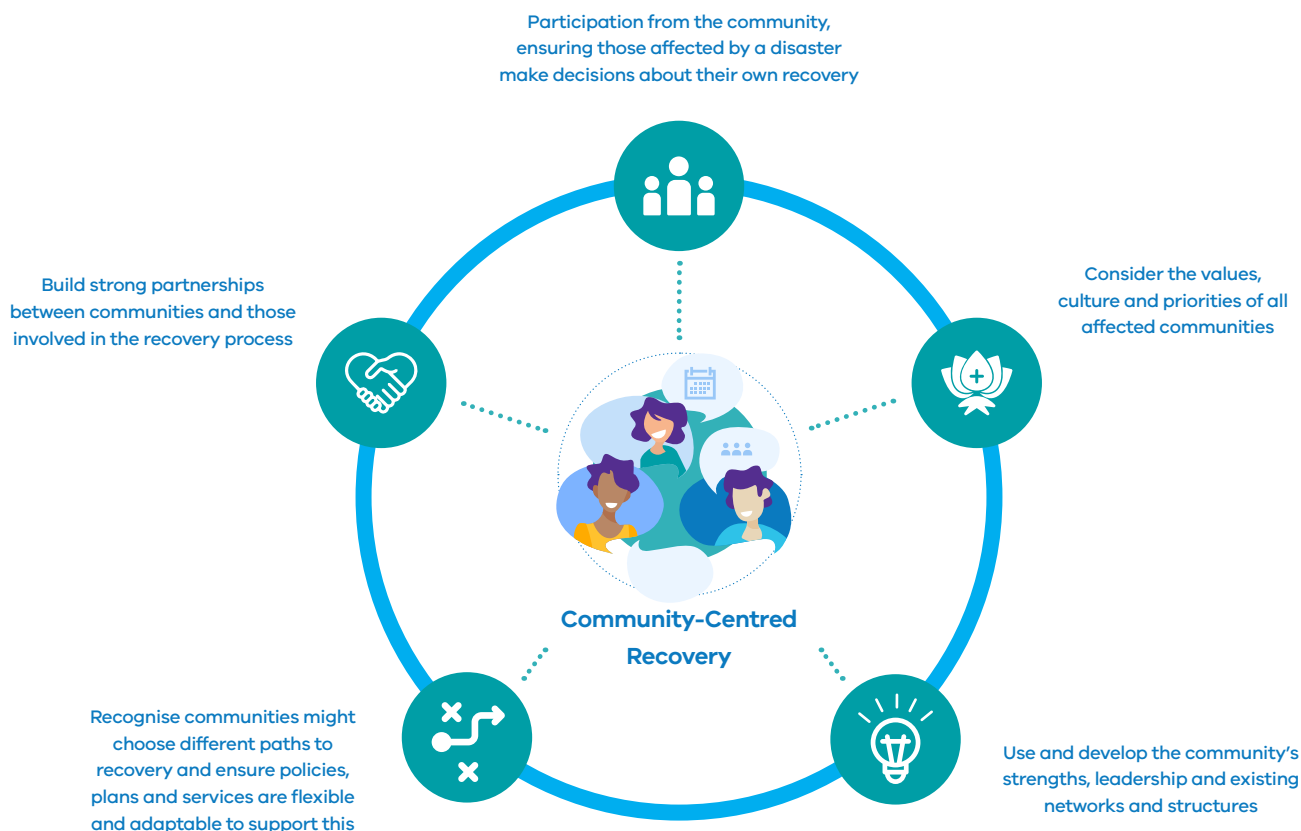 Participation from the community,
ensuring those affected by a disaster
make decisions about their own recovery
Consider the values,
culture and priorities of all
affected communities
Build strong partnerships
between communities and those
involved in the recovery process
Community-Centred
Recovery
Recognise communities might
choose different paths to
recovery and ensure policies,
plans and services are flexible
and adaptable to support this
Use and develop the community's
strengths, leadership and existing
networks and structures